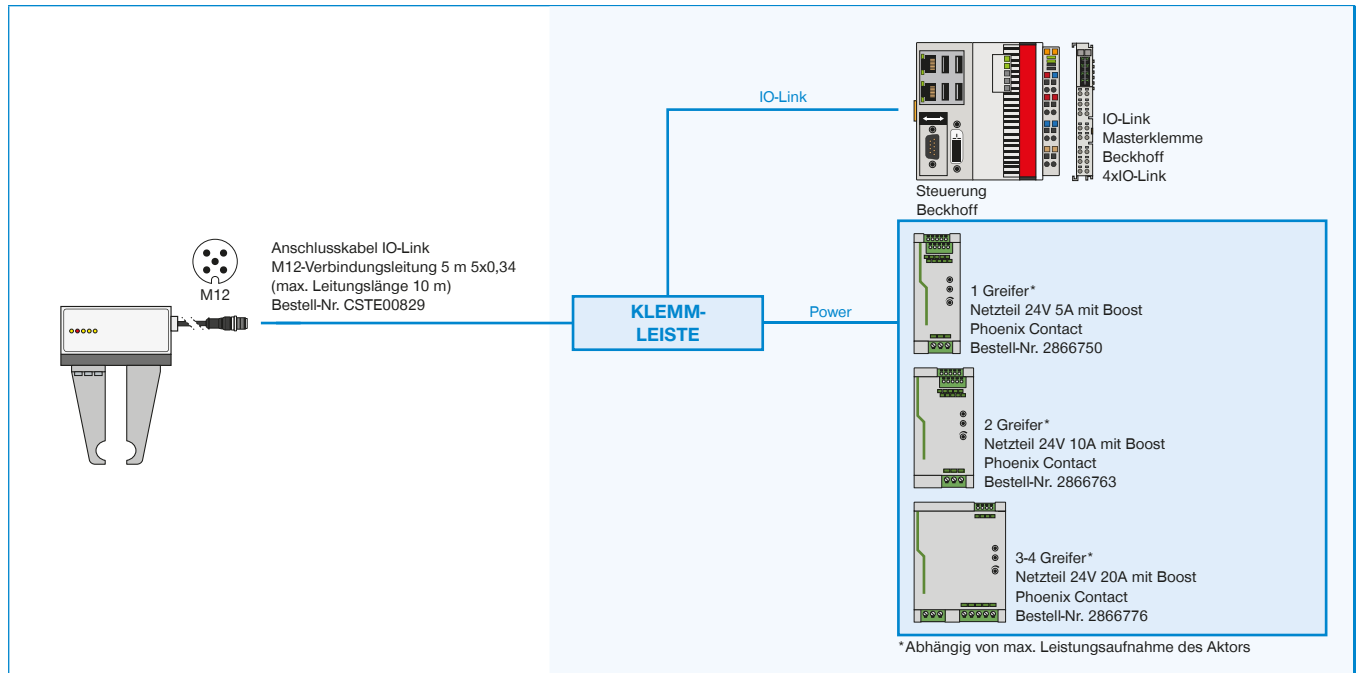 IO-Link
IO-Link
Masterklemme
Beckhoff
4xIO-Link
Steuerung
Beckhoff
M12
Anschlusskabel IO-Link
M12-Verbindungsleitung 5 m 5x0,34
(max. Leitungslänge 10 m)
Bestell-Nr. CSTE00829
KLEMM-
LEISTE
Power
1 Greifer*
Netzteil 24V 5A mit Boost
Phoenix Contact
Bestell-Nr. 2866750
2 Greifer*
Netzteil 24V 10A mit Boost
Phoenix Contact
Bestell-Nr. 2866763
3-4 Greifer*
Netzteil 24V 20A mit Boost
Phoenix Contact
Bestell-Nr. 2866776
*Abhängig von max. Leistungsaufnahme des Aktors